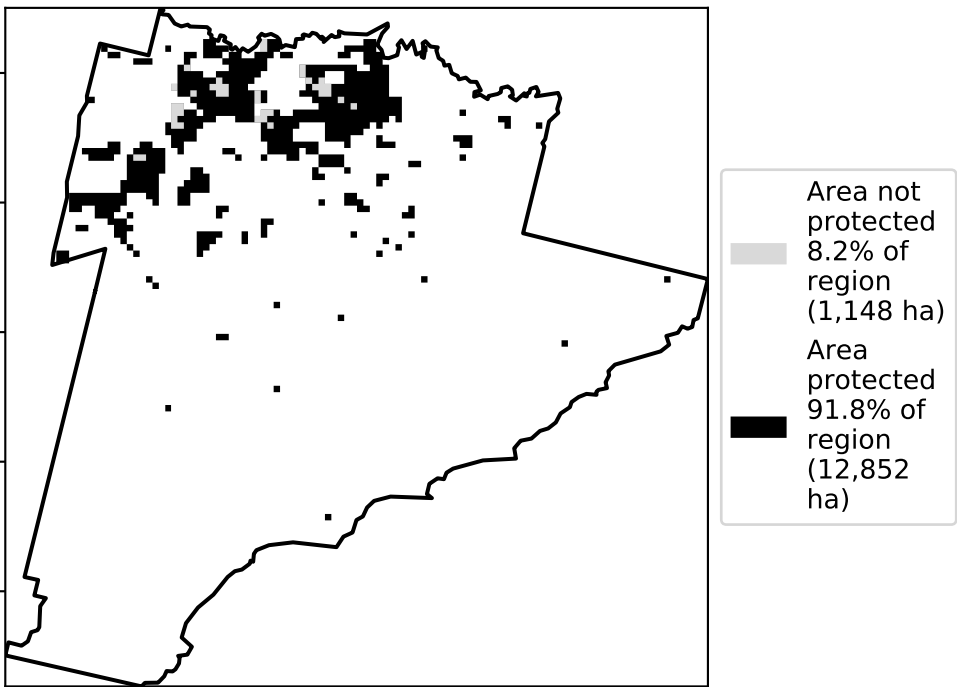 Area not
protected
8.2% of
region
(1,148 ha)
Area
protected
91.8% of
region
(12,852
ha)